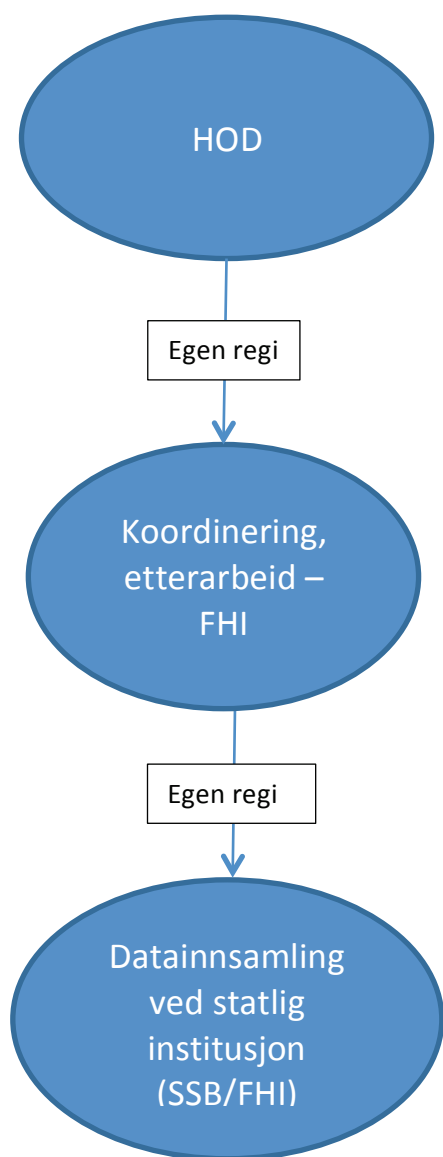 HOD
Egen regi
Koordinering,
etterarbeid –
FHI
Egen regi
Datainnsamling
ved statlig
institusjon
(SSB/FHI)